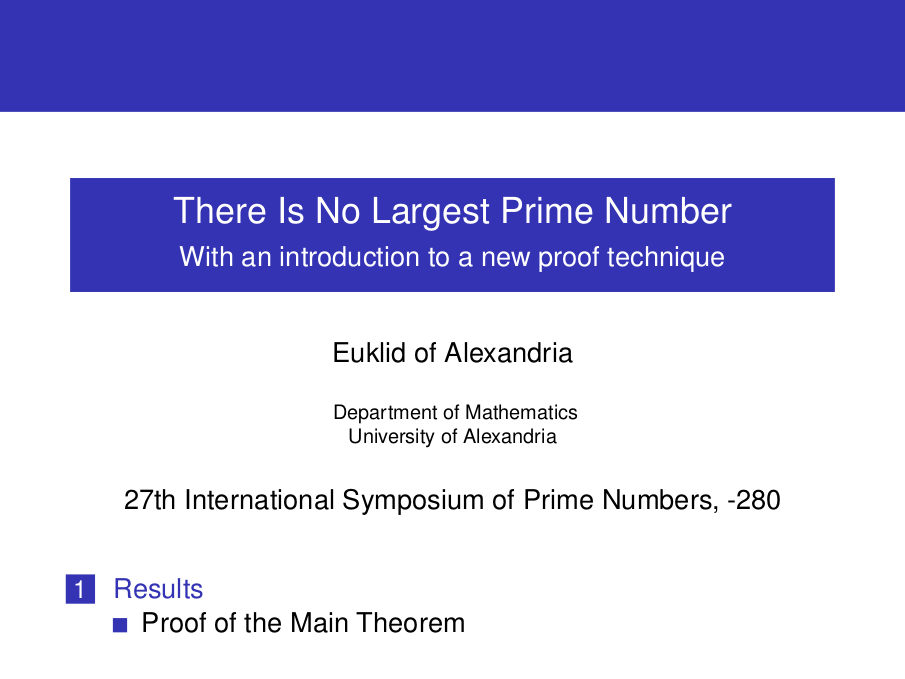 There Is No Largest Prime Number
With an introduction to a new proof technique
Euklid of Alexandria
Department of Mathematics
University of Alexandria
27th International Symposium of Prime Numbers, -280
1 Results
Proof of the Main Theorem